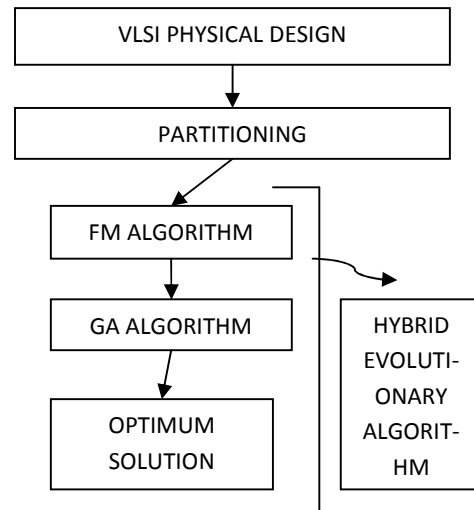 VLSI PHYSICAL DESIGN
PARTITIONING
FM ALGORITHM
GA ALGORITHM
OPTIMUM
SOLUTION
HYBRID
EVOLUTI-
ONARY
ALGORIT-
HM